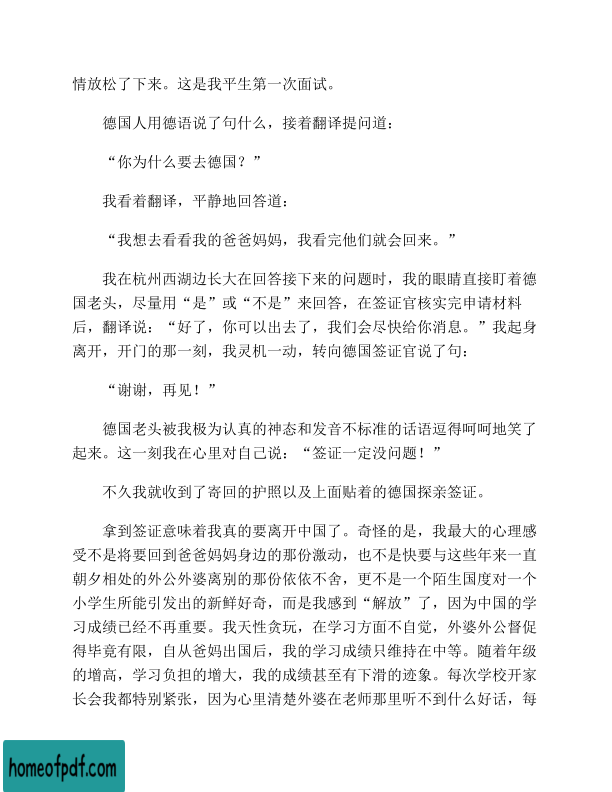 情放松了下来。这是我平生第一次面试。
德国人用德语说了句什么，接着翻译提问道：
“你为什么要去德国？”
我看着翻译，平静地回答道：
“我想去看看我的爸爸妈妈，我看完他们就会回来。”
我在杭州西湖边长大在回答接下来的问题时，我的眼睛直接盯着德
国老头，尽量用“是”或“不是”来回答，在签证官核实完申请材料
后，翻译说：“好了，你可以出去了，我们会尽快给你消息。”我起身
离开，开门的那一刻，我灵机一动，转向德国签证官说了句：
“谢谢，再见！”
德国老头被我极为认真的神态和发音不标准的话语逗得呵呵地笑了
起来。这一刻我在心里对自己说：“签证一定没问题！”
不久我就收到了寄回的护照以及上面贴着的德国探亲签证。
拿到签证意味着我真的要离开中国了。奇怪的是，我最大的心理感
受不是将要回到爸爸妈妈身边的那份激动，也不是快要与这些年来一直
朝夕相处的外公外婆离别的那份依依不舍，更不是一个陌生国度对一个
小学生所能引发出的新鲜好奇，而是我感到“解放”了，因为中国的学
习成绩已经不再重要。我天性贪玩，在学习方面不自觉，外婆外公督促
得毕竟有限，自从爸妈出国后，我的学习成绩只维持在中等。随着年级
的增高，学习负担的增大，我的成绩甚至有下滑的迹象。每次学校开家
长会我都特别紧张，因为心里清楚外婆在老师那里听不到什么好话，每
homeofpdf.com